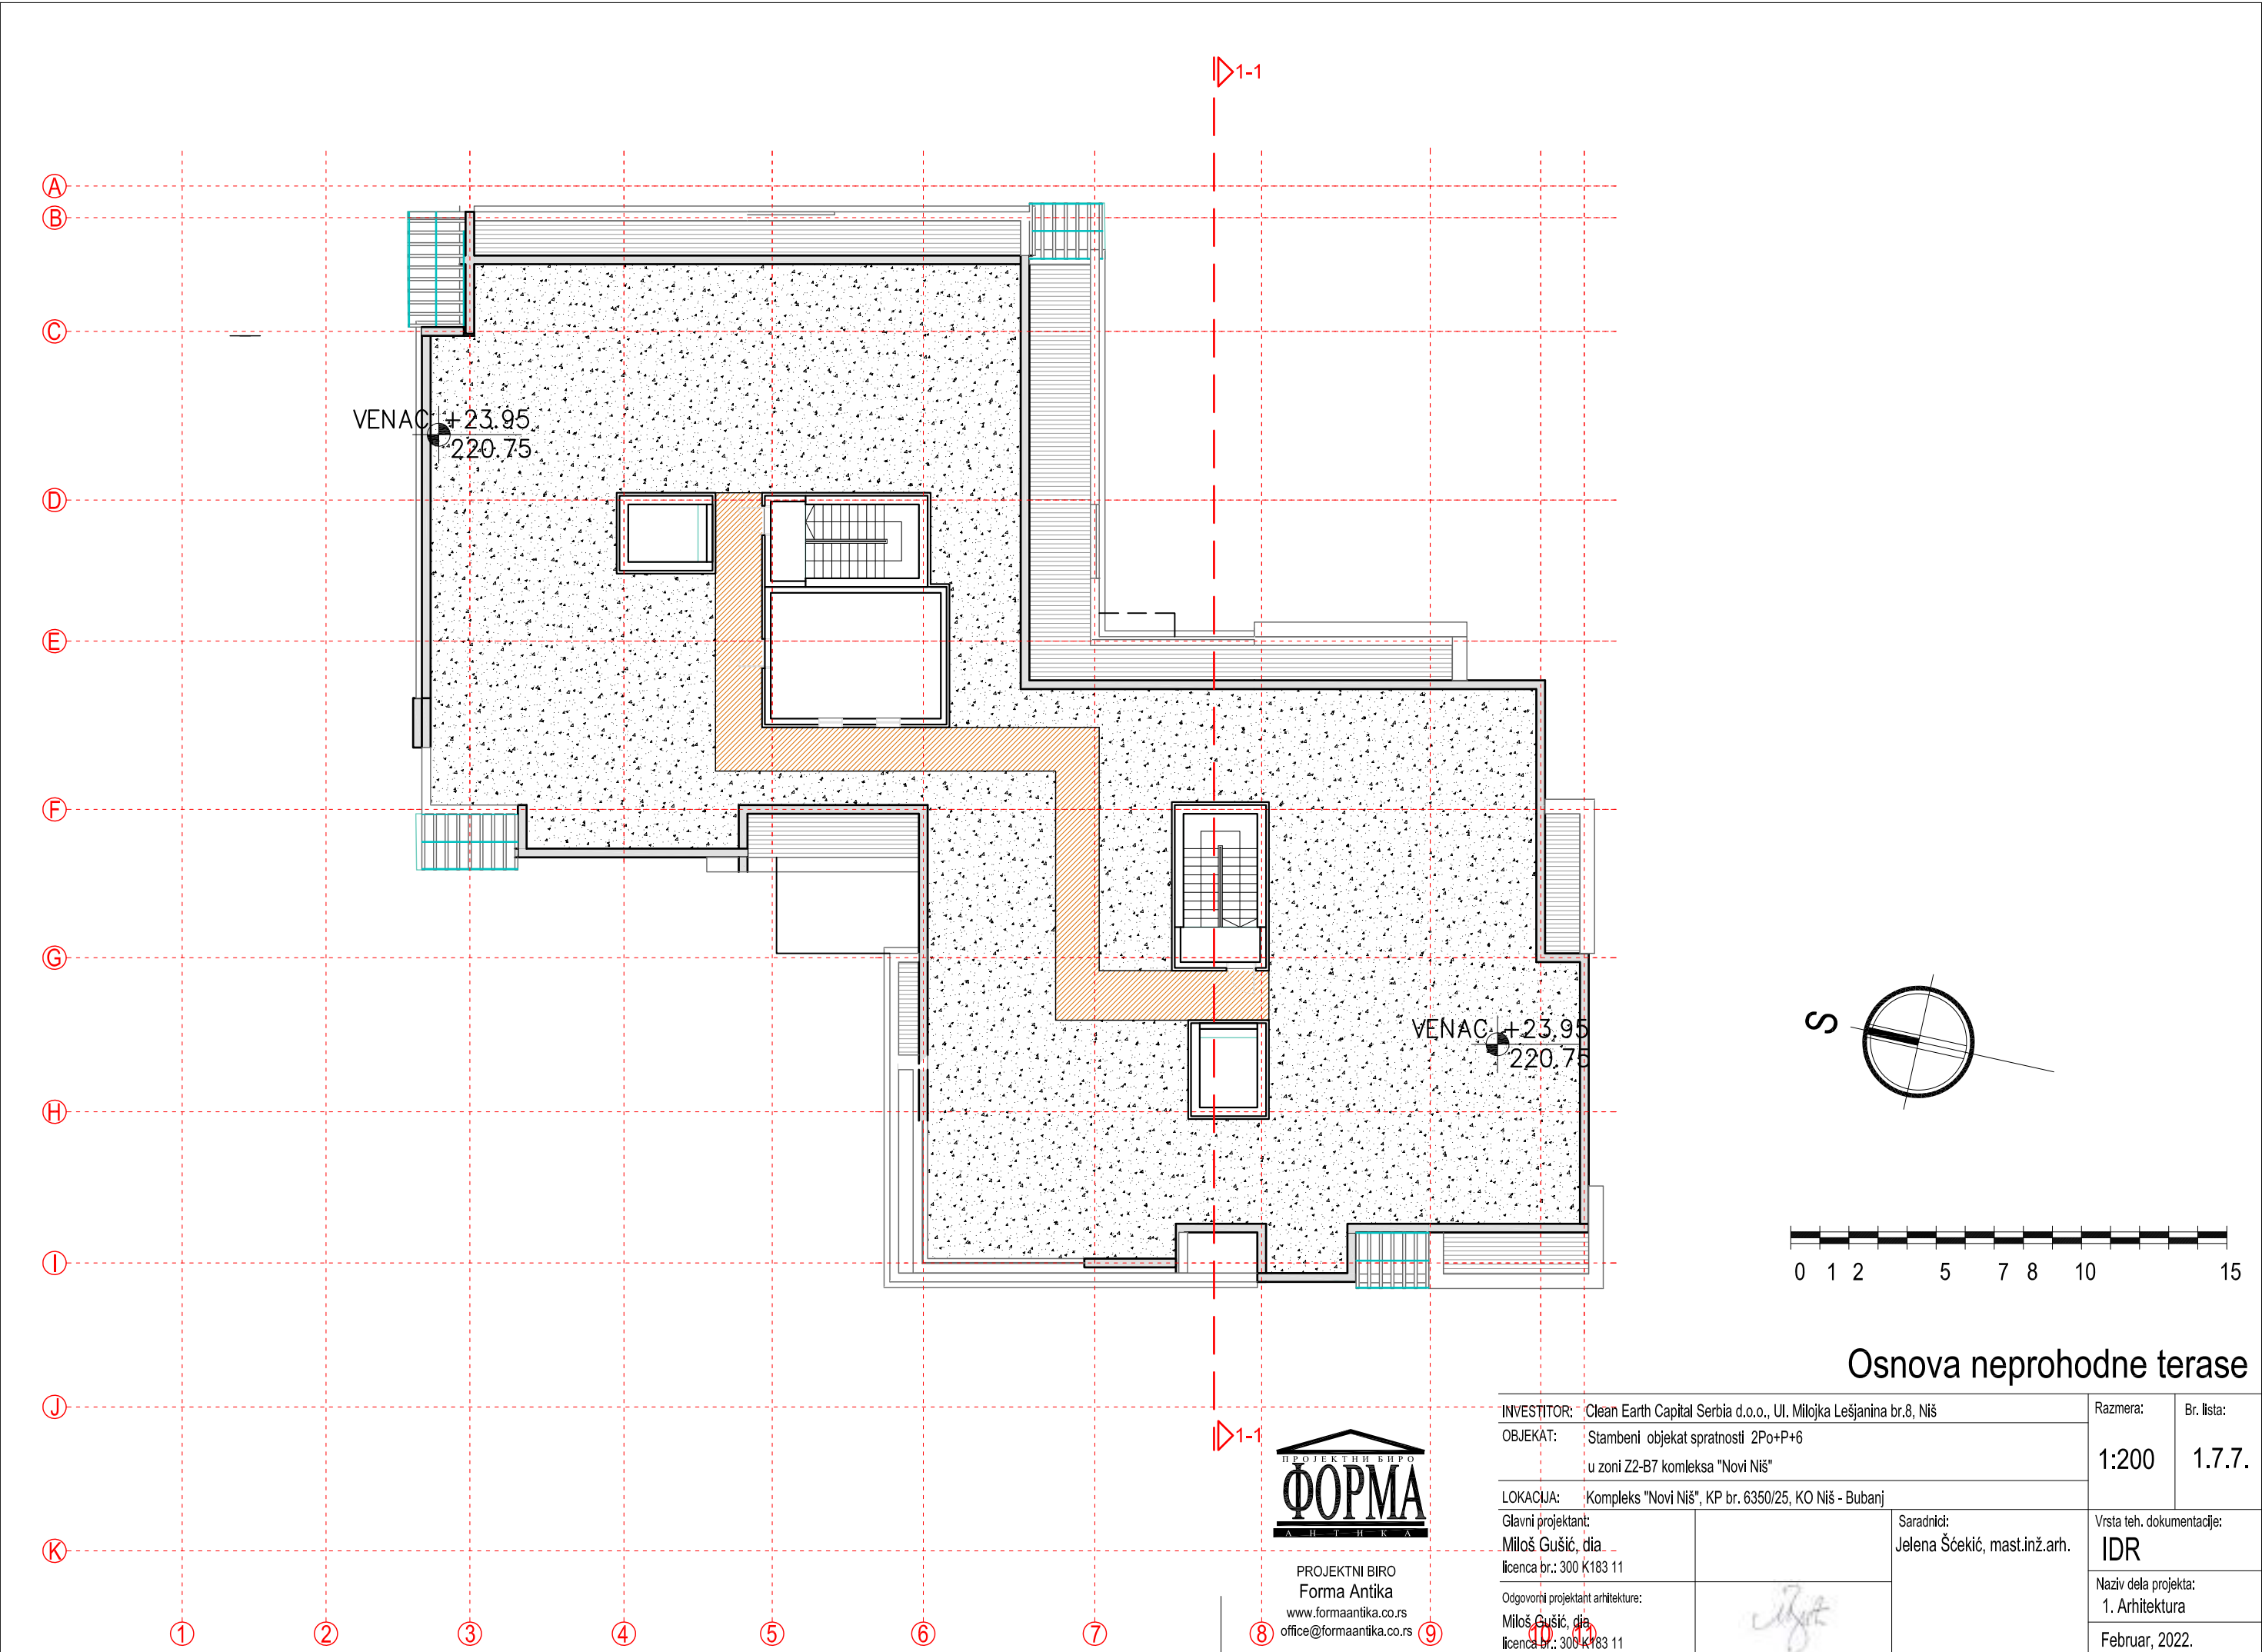 1-1
A
B
C
D
E
F
G
H
I
J
K
VENAC +23.95
220.75
VENAC +23.95
220.75
S
0 1 2 5 7 8 10 15
1-1
Osnova neprohodne terase
INVESTITOR: Clean Earth Capital Serbia d.o.o., Ul. Milojka Lešjanina br.8, Niš
OBJEKAT: Stambeni objekat spratnosti 2Po+P+6
u zoni Z2-B7 komleksa "Novi Niš"
LOKACIJA: Kompleks "Novi Niš", KP br. 6350/25, KO Niš - Bubanj
Razmera:
1:200
Br. lista:
1.7.7.
Glavni projektant:
Miloš Gušić, dia
licenca br.: 300 K183 11
Odgovorni projektant arhitekture:
Miloš Gušić, dia
licenca br.: 300 K183 11
Saradnici:
Jelena Šćekić, mast.inž.arh.
Vrsta teh. dokumentacije:
IDR
Naziv dela projekta:
1. Arhitektura
Februar, 2022.
ПРОЈЕКТНИ БИРО
ФОРМА
АНТИКА
PROJEKTNI BIRO
Forma Antika
www.formaantika.co.rs
office@formaantika.co.rs
1 2 3 4 5 6 7 8 9 10 11